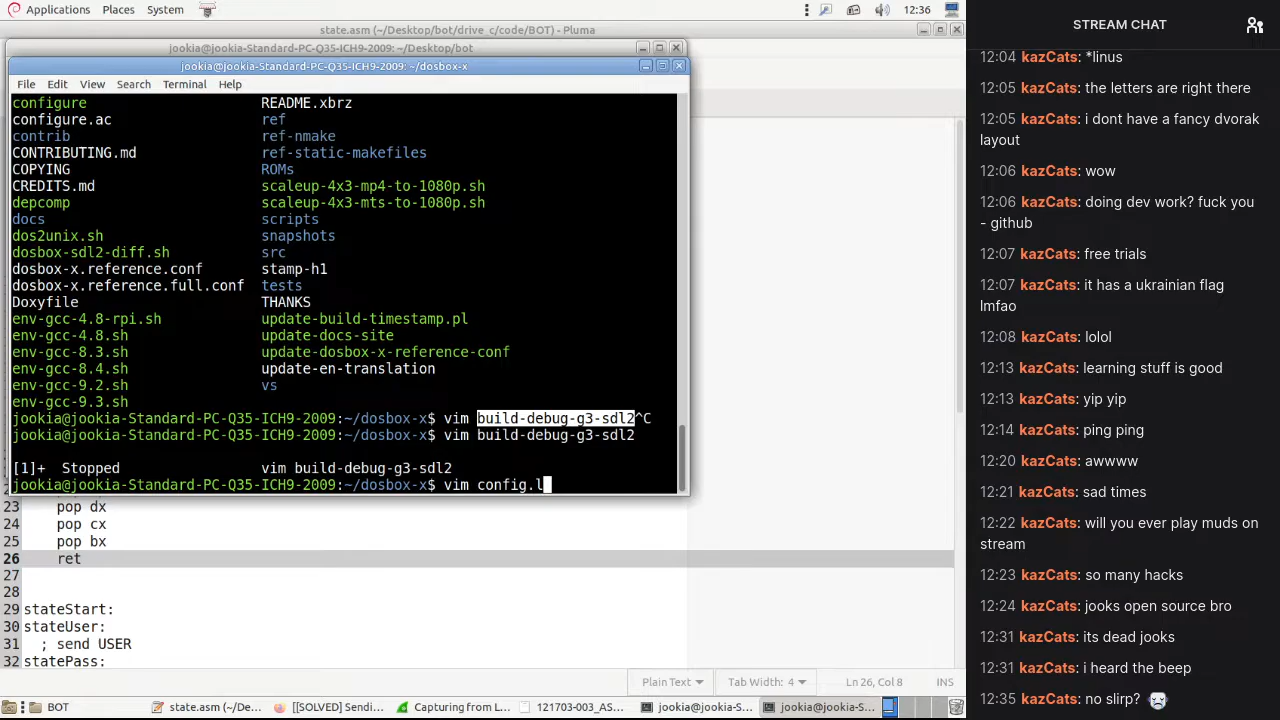 Applications Places System 12:36
state.asm (~/Desktop/bot/drive_c/code/BOT) - Pluma
jookia@jookia-Standard-PC-Q35-ICH9-2009: ~/Desktop/bot
jookia@jookia-Standard-PC-Q35-ICH9-2009: ~/dosbox-x
File Edit View Search Terminal Help
configure README.xbrz
configure.ac ref
contrib ref-nmake
CONTRIBUTING.md ref-static-makefiles
COPYING ROMs
CREDITS.md scaleup-4x3-mp4-to-1080p.sh
depcomp scaleup-4x3-mts-to-1080p.sh
docs scripts
dos2unix.sh snapshots
dosbox-sdl2-diff.sh src
dosbox-x.reference.conf stamp-h1
dosbox-x.reference.full.conf tests
Doxyfile THANKS
env-gcc-4.8-rpi.sh update-build-timestamp.pl
env-gcc-4.8.sh update-docs-site
env-gcc-8.3.sh update-dosbox-x-reference-conf
env-gcc-8.4.sh update-en-translation
env-gcc-9.2.sh vs
env-gcc-9.3.sh
jookia@jookia-Standard-PC-Q35-ICH9-2009:~/dosbox-x$ vim build-debug-g3-sdl2^C
jookia@jookia-Standard-PC-Q35-ICH9-2009:~/dosbox-x$ vim build-debug-g3-sdl2
[1]+ Stopped vim build-debug-g3-sdl2
jookia@jookia-Standard-PC-Q35-ICH9-2009:~/dosbox-x$ vim config.l
23 pop dx
24 pop cx
25 pop bx
26 ret
27
28
29 stateStart:
30 stateUser:
31 ; send USER
32 statePass:
Plain Text Tab Width: 4 Ln 26, Col 8 INS
BOT state.asm (~/De... [[SOLVED]... Capturing from L... 121703-003_AS... jookia@jookia-S... jookia@jookia-S...
STREAM CHAT
12:04 kazCats: *linus
12:05 kazCats: the letters are right there
12:05 kazCats: i dont have a fancy dvorak
layout
12:06 kazCats: wow
12:06 kazCats: doing dev work? fuck you
- github
12:07 kazCats: free trials
12:07 kazCats: it has a ukrainian flag
lmfao
12:08 kazCats: lolol
12:13 kazCats: learning stuff is good
12:13 kazCats: yip yip
12:14 kazCats: ping ping
12:20 kazCats: awwww
12:21 kazCats: sad times
12:22 kazCats: will you ever play muds on
stream
12:23 kazCats: so many hacks
12:24 kazCats: jooks open source bro
12:31 kazCats: its dead jooks
12:31 kazCats: i heard the beep
12:35 kazCats: no slirp?